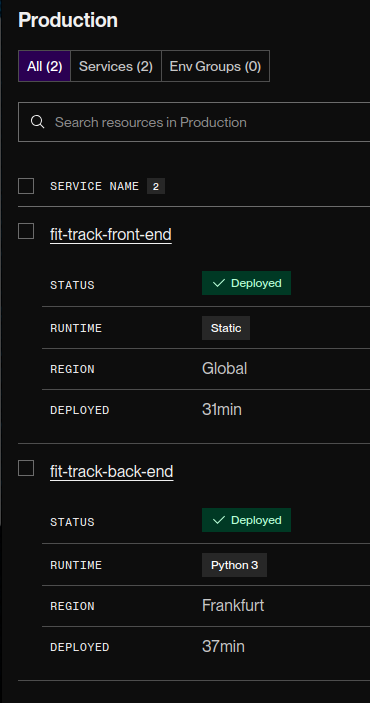 Production
All (2) Services (2) Env Groups (0)
Search resources in Production
SERVICE NAME 2
fit-track-front-end
STATUS Deployed
RUNTIME Static
REGION Global
DEPLOYED 31min
fit-track-back-end
STATUS Deployed
RUNTIME Python 3
REGION Frankfurt
DEPLOYED 37min